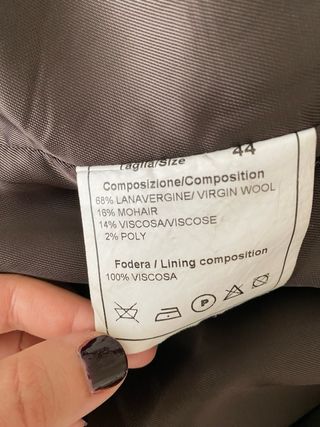 Taglia/Size 44
Composizione/Composition
68% LANAVERGINE/ VIRGIN WOOL
16% MOHAIR
14% VISCOSA/VISCOSE
2% POLY
Fodera / Lining composition
100% VISCOSA
P